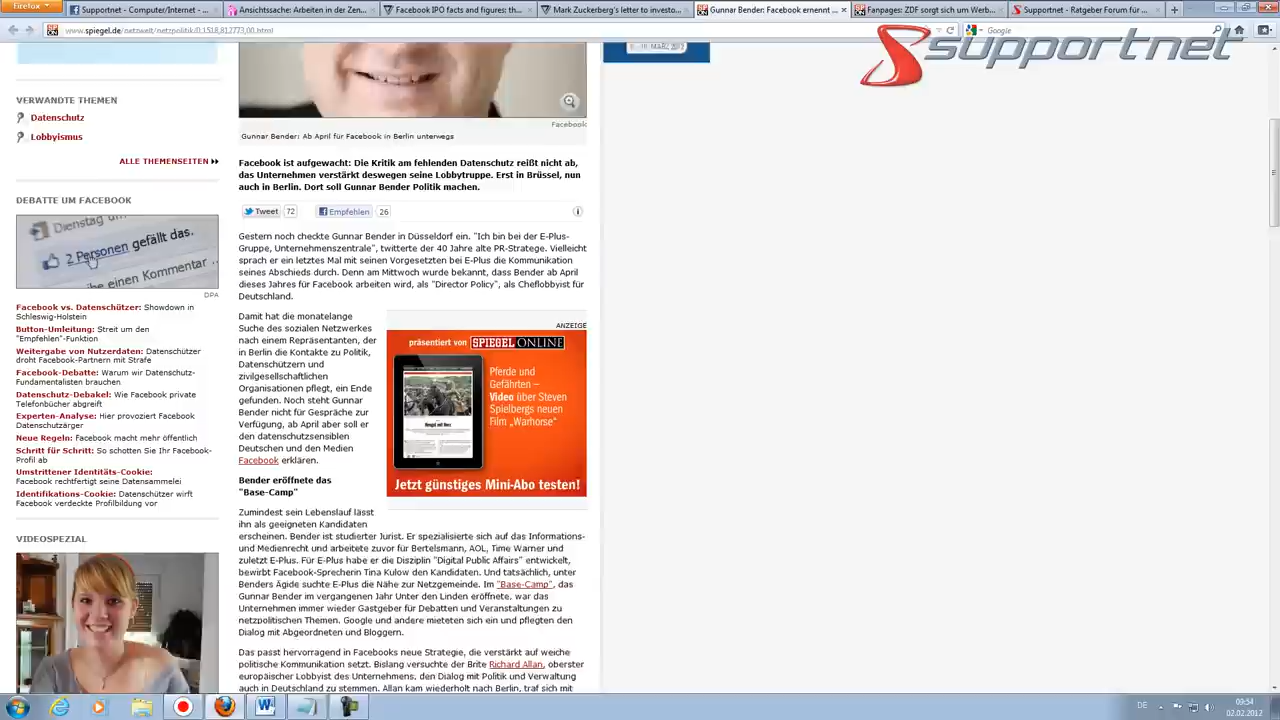 Firefox
Supportnet - Computer/Internet - ...
Ansichtssache: Arbeiten in der Zen...
Facebook IPO facts and figures: th...
Mark Zuckerberg's letter to investo...
Gunnar Bender: Facebook ernennt ...
Fanpages: ZDF sorgt sich um Werb...
Supportnet - Ratgeber Forum für ...
www.spiegel.de/netzwelt/netzpolitik/0,1518,812773,00.html
Google
supportnet
VERWANDTE THEMEN
Datenschutz
Lobbyismus
ALLE THEMENSEITEN
DEBATTE UM FACEBOOK
Dienstag um
2 Personen gefällt das.
be einen Kommentar ...
DPA
Facebook vs. Datenschützer: Showdown in
Schleswig-Holstein
Button-Umleitung: Streit um den
"Empfehlen"-Funktion
Weitergabe von Nutzerdaten: Datenschützer
droht Facebook-Partnern mit Strafe
Facebook-Debatte: Warum wir Datenschutz-
Fundamentalisten brauchen
Datenschutz-Debakel: Wie Facebook private
Telefonbücher abgreift
Experten-Analyse: Hier provoziert Facebook
Datenschutzärger
Neue Regeln: Facebook macht mehr öffentlich
Schritt für Schritt: So schotten Sie Ihr Facebook-
Profil ab
Umstrittener Identitäts-Cookie:
Facebook rechtfertigt seine Datensammelei
Identifikations-Cookie: Datenschützer wirft
Facebook verdeckte Profilbildung vor
VIDEOSPEZIAL
Facebook
Gunnar Bender: Ab April für Facebook in Berlin unterwegs
Facebook ist aufgewacht: Die Kritik am fehlenden Datenschutz reißt nicht ab,
das Unternehmen verstärkt deswegen seine Lobbytruppe. Erst in Brüssel, nun
auch in Berlin. Dort soll Gunnar Bender Politik machen.
Tweet 72 Empfehlen 26
Gestern noch checkte Gunnar Bender in Düsseldorf ein. "Ich bin bei der E-Plus-
Gruppe, Unternehmenszentrale", twitterte der 40 Jahre alte PR-Stratege. Vielleicht
sprach er ein letztes Mal mit seinen Vorgesetzten bei E-Plus die Kommunikation
seines Abschieds durch. Denn am Mittwoch wurde bekannt, dass Bender ab April
dieses Jahres für Facebook arbeiten wird, als "Director Policy", als Cheflobbyist für
Deutschland.
Damit hat die monatelange
Suche des sozialen Netzwerkes
nach einem Repräsentanten, der
in Berlin die Kontakte zu Politik,
Datenschützern und
zivilgesellschaftlichen
Organisationen pflegt, ein Ende
gefunden. Noch steht Gunnar
Bender nicht für Gespräche zur
Verfügung, ab April aber soll er
den datenschutzsensiblen
Deutschen und den Medien
Facebook erklären.
ANZEIGE
präsentiert von SPIEGEL ONLINE
Pferde und
Gefährten –
Video über Steven
Spielbergs neuen
Film „Warhorse“
Jetzt günstiges Mini-Abo testen!
Bender eröffnete das
"Base-Camp"
Zumindest sein Lebenslauf lässt
ihn als geeigneten Kandidaten
erscheinen. Bender ist studierter Jurist. Er spezialisierte sich auf das Informations-
und Medienrecht und arbeitete zuvor für Bertelsmann, AOL, Time Warner und
zuletzt E-Plus. Für E-Plus habe er die Disziplin "Digital Public Affairs" entwickelt,
bewirbt Facebook-Sprecherin Tina Kulow den Kandidaten. Und tatsächlich, unter
Benders Ägide suchte E-Plus die Nähe zur Netzgemeinde. Im "Base-Camp", das
Gunnar Bender im vergangenen Jahr Unter den Linden eröffnete, war das
Unternehmen immer wieder Gastgeber für Debatten und Veranstaltungen zu
netzpolitischen Themen. Google und andere mieteten sich ein und pflegten den
Dialog mit Abgeordneten und Bloggern.
Das passt hervorragend in Facebooks neue Strategie, die verstärkt auf weiche
politische Kommunikation setzt. Bislang versuchte der Brite Richard Allan, oberster
europäischer Lobbyist des Unternehmens, den Dialog mit Politik und Verwaltung
auch in Deutschland zu stemmen. Allan kam wiederholt nach Berlin, traf sich mit
DE
09:54
02.02.2012